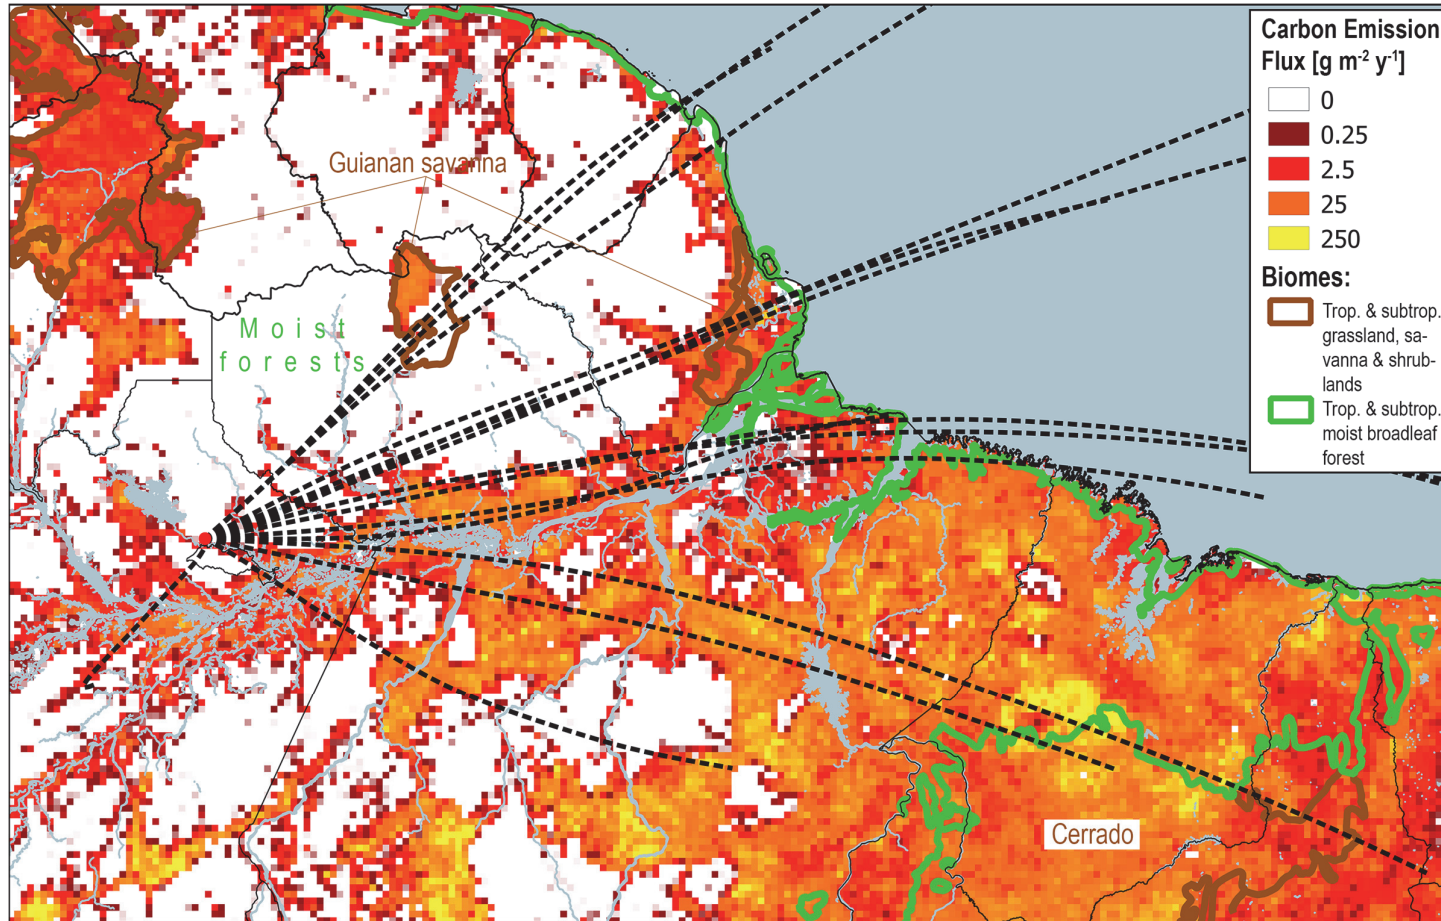 Carbon Emission
Flux [g m⁻² y⁻¹]
0
0.25
2.5
25
250
Biomes:
Trop. & subtrop.
grassland, sa-
vanna & shrub-
lands
Trop. & subtrop.
moist broadleaf
forest
Guianan savanna
Moist
forests
Cerrado